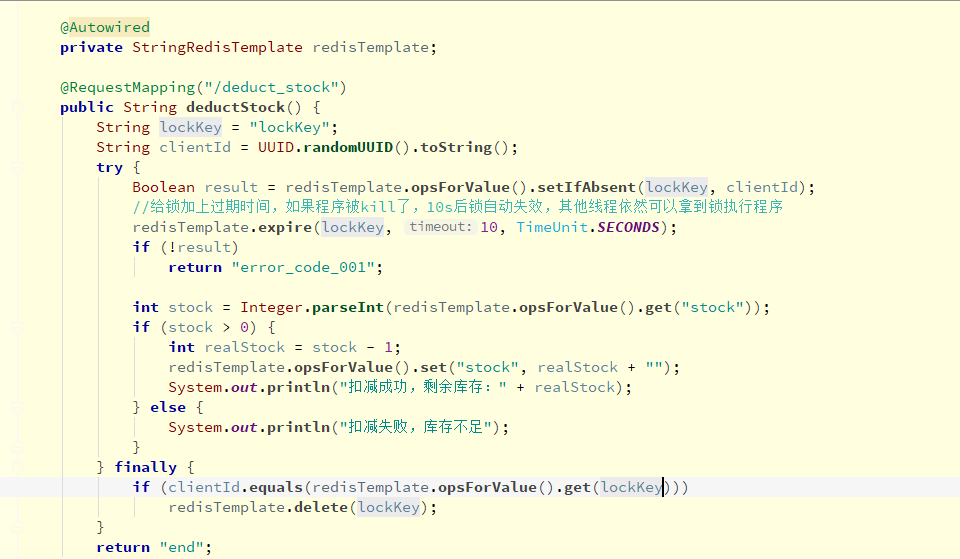 @Autowired
private StringRedisTemplate redisTemplate;
@RequestMapping("/deduct_stock")
public String deductStock() {
String lockKey = "lockKey";
String clientId = UUID.randomUUID().toString();
try {
Boolean result = redisTemplate.opsForValue().setIfAbsent(lockKey, clientId);
//给锁加上过期时间，如果程序被kill了，10s后锁自动失效，其他线程依然可以拿到锁执行程序
redisTemplate.expire(lockKey, timeout: 10, TimeUnit.SECONDS);
if (!result)
return "error_code_001";
int stock = Integer.parseInt(redisTemplate.opsForValue().get("stock"));
if (stock > 0) {
int realStock = stock - 1;
redisTemplate.opsForValue().set("stock", realStock + "");
System.out.println("扣减成功，剩余库存：" + realStock);
} else {
System.out.println("扣减失败，库存不足");
}
} finally {
if (clientId.equals(redisTemplate.opsForValue().get(lockKey)))
redisTemplate.delete(lockKey);
}
return "end";